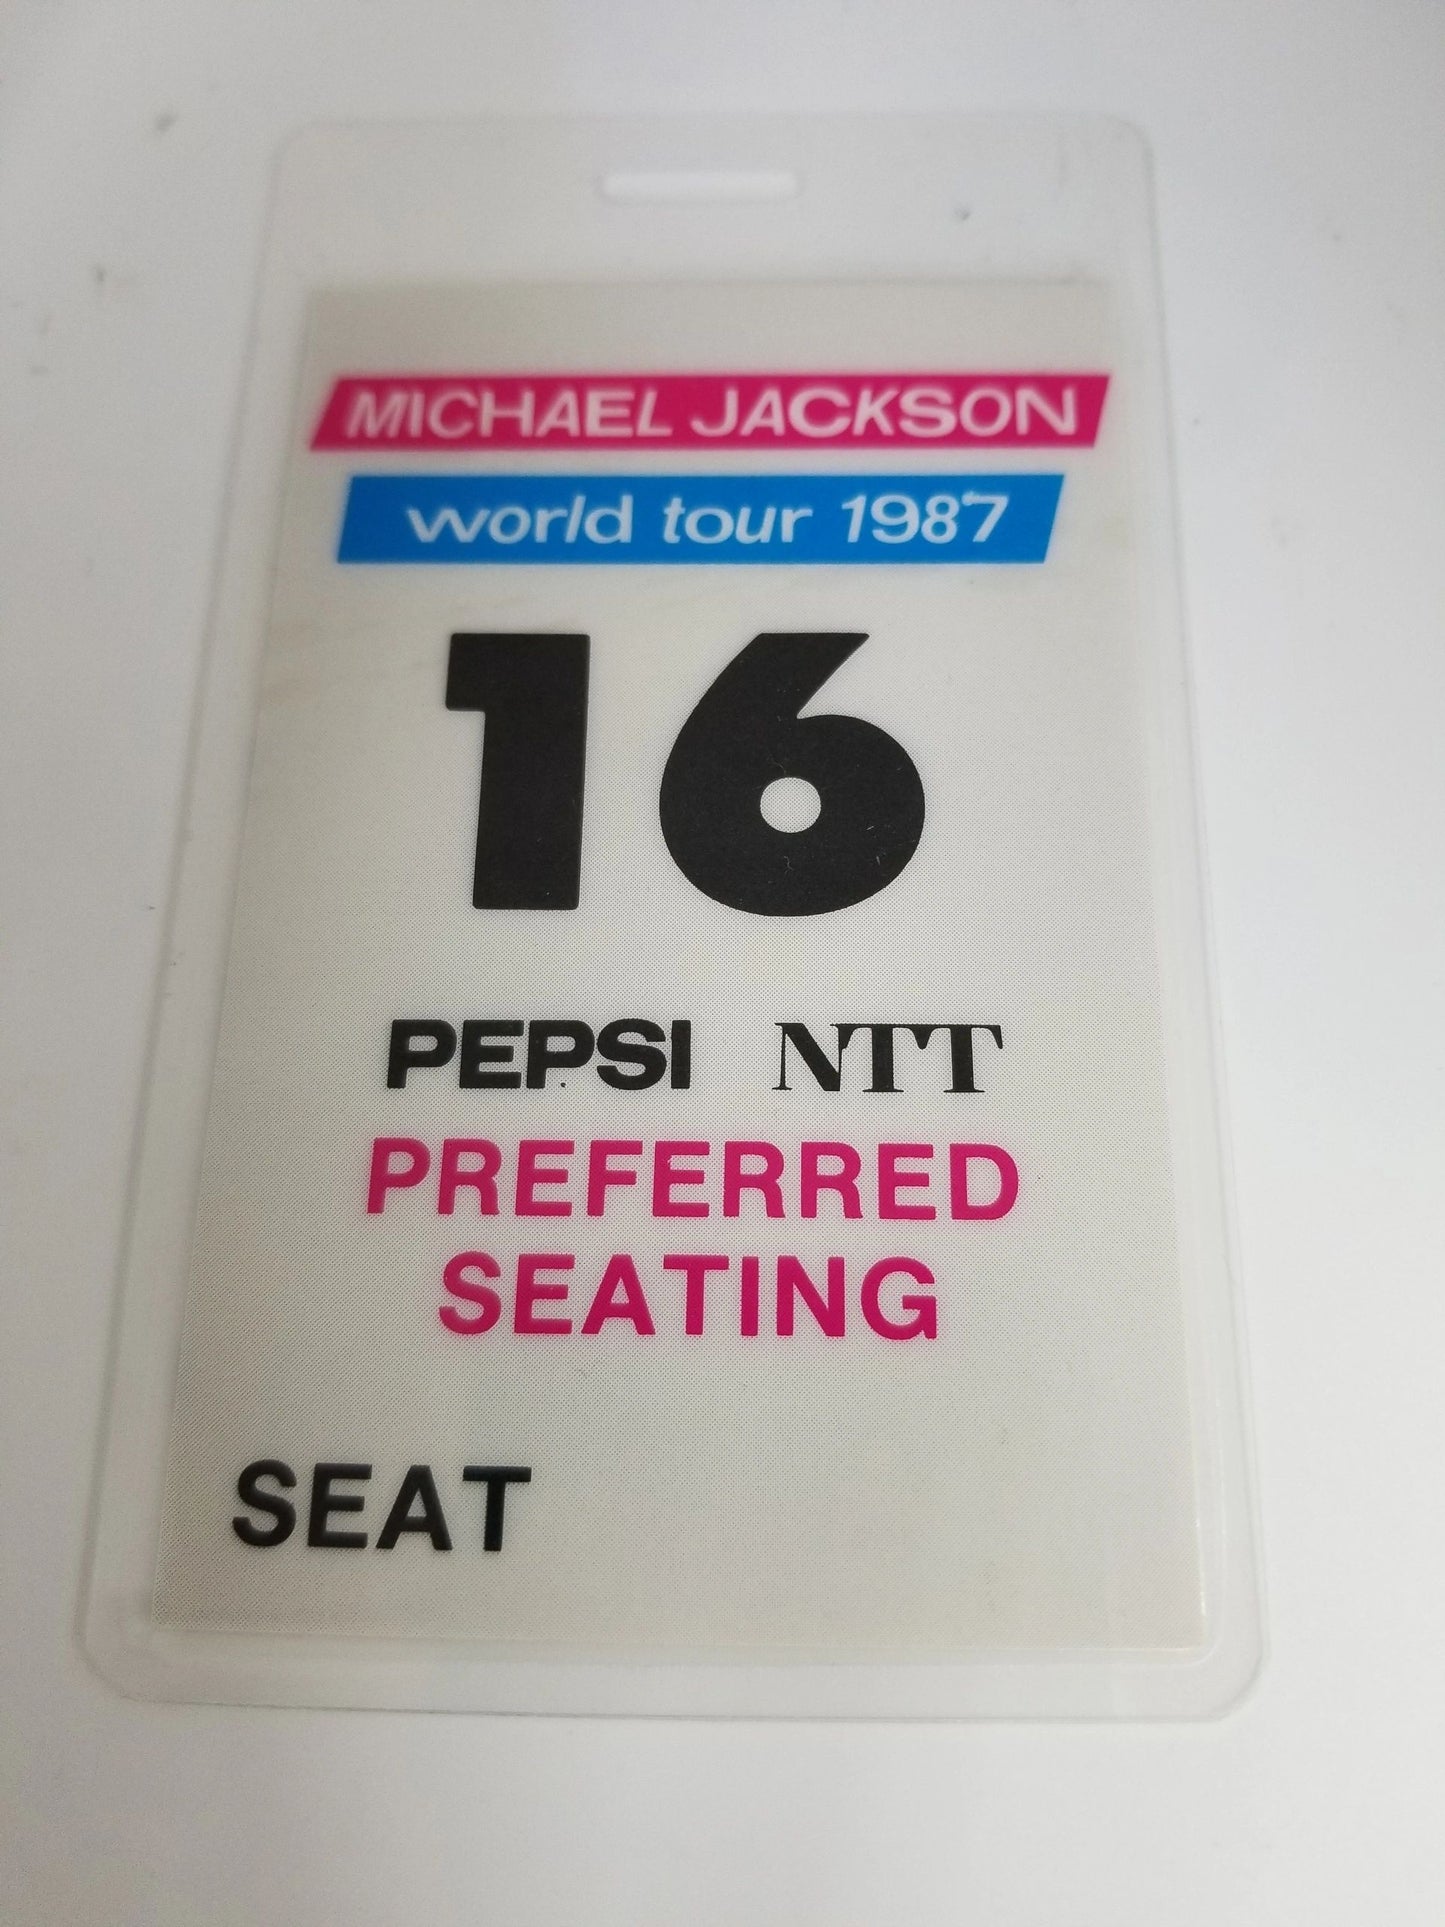 MICHAEL JACKSON
world tour 1987
16
PEPSI NTT
PREFERRED
SEATING
SEAT